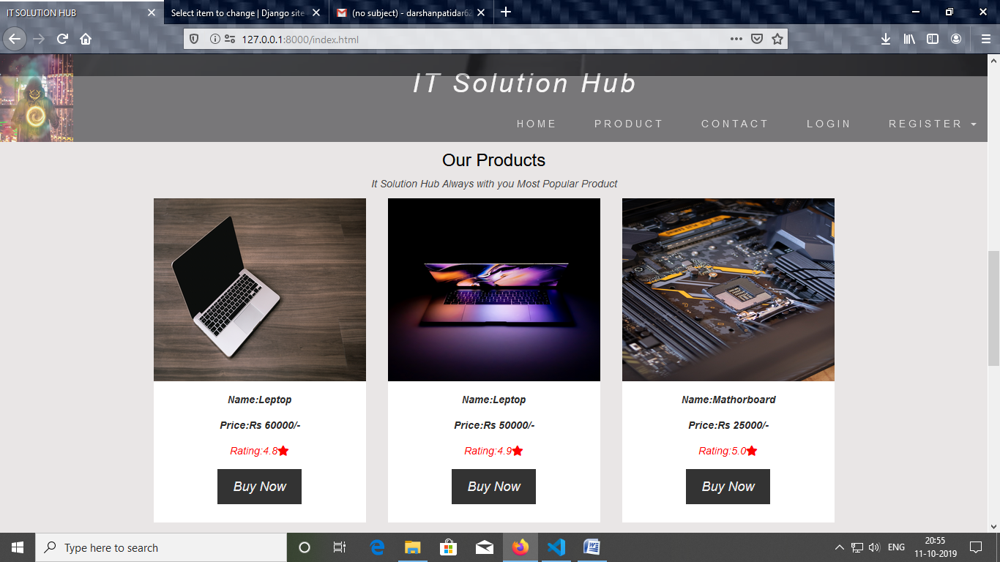 IT SOLUTION HUB
Select item to change | Django site
(no subject) - darshanpatidar62
127.0.0.1:8000/index.html
IT Solution Hub
HOME PRODUCT CONTACT LOGIN REGISTER
Our Products
It Solution Hub Always with you Most Popular Product
Name:Leptop Name:Leptop Name:Mathorboard
Price:Rs 60000/- Price:Rs 50000/- Price:Rs 25000/-
Rating:4.8 Rating:4.9 Rating:5.0
Buy Now Buy Now Buy Now
Type here to search
ENG
20:55
11-10-2019